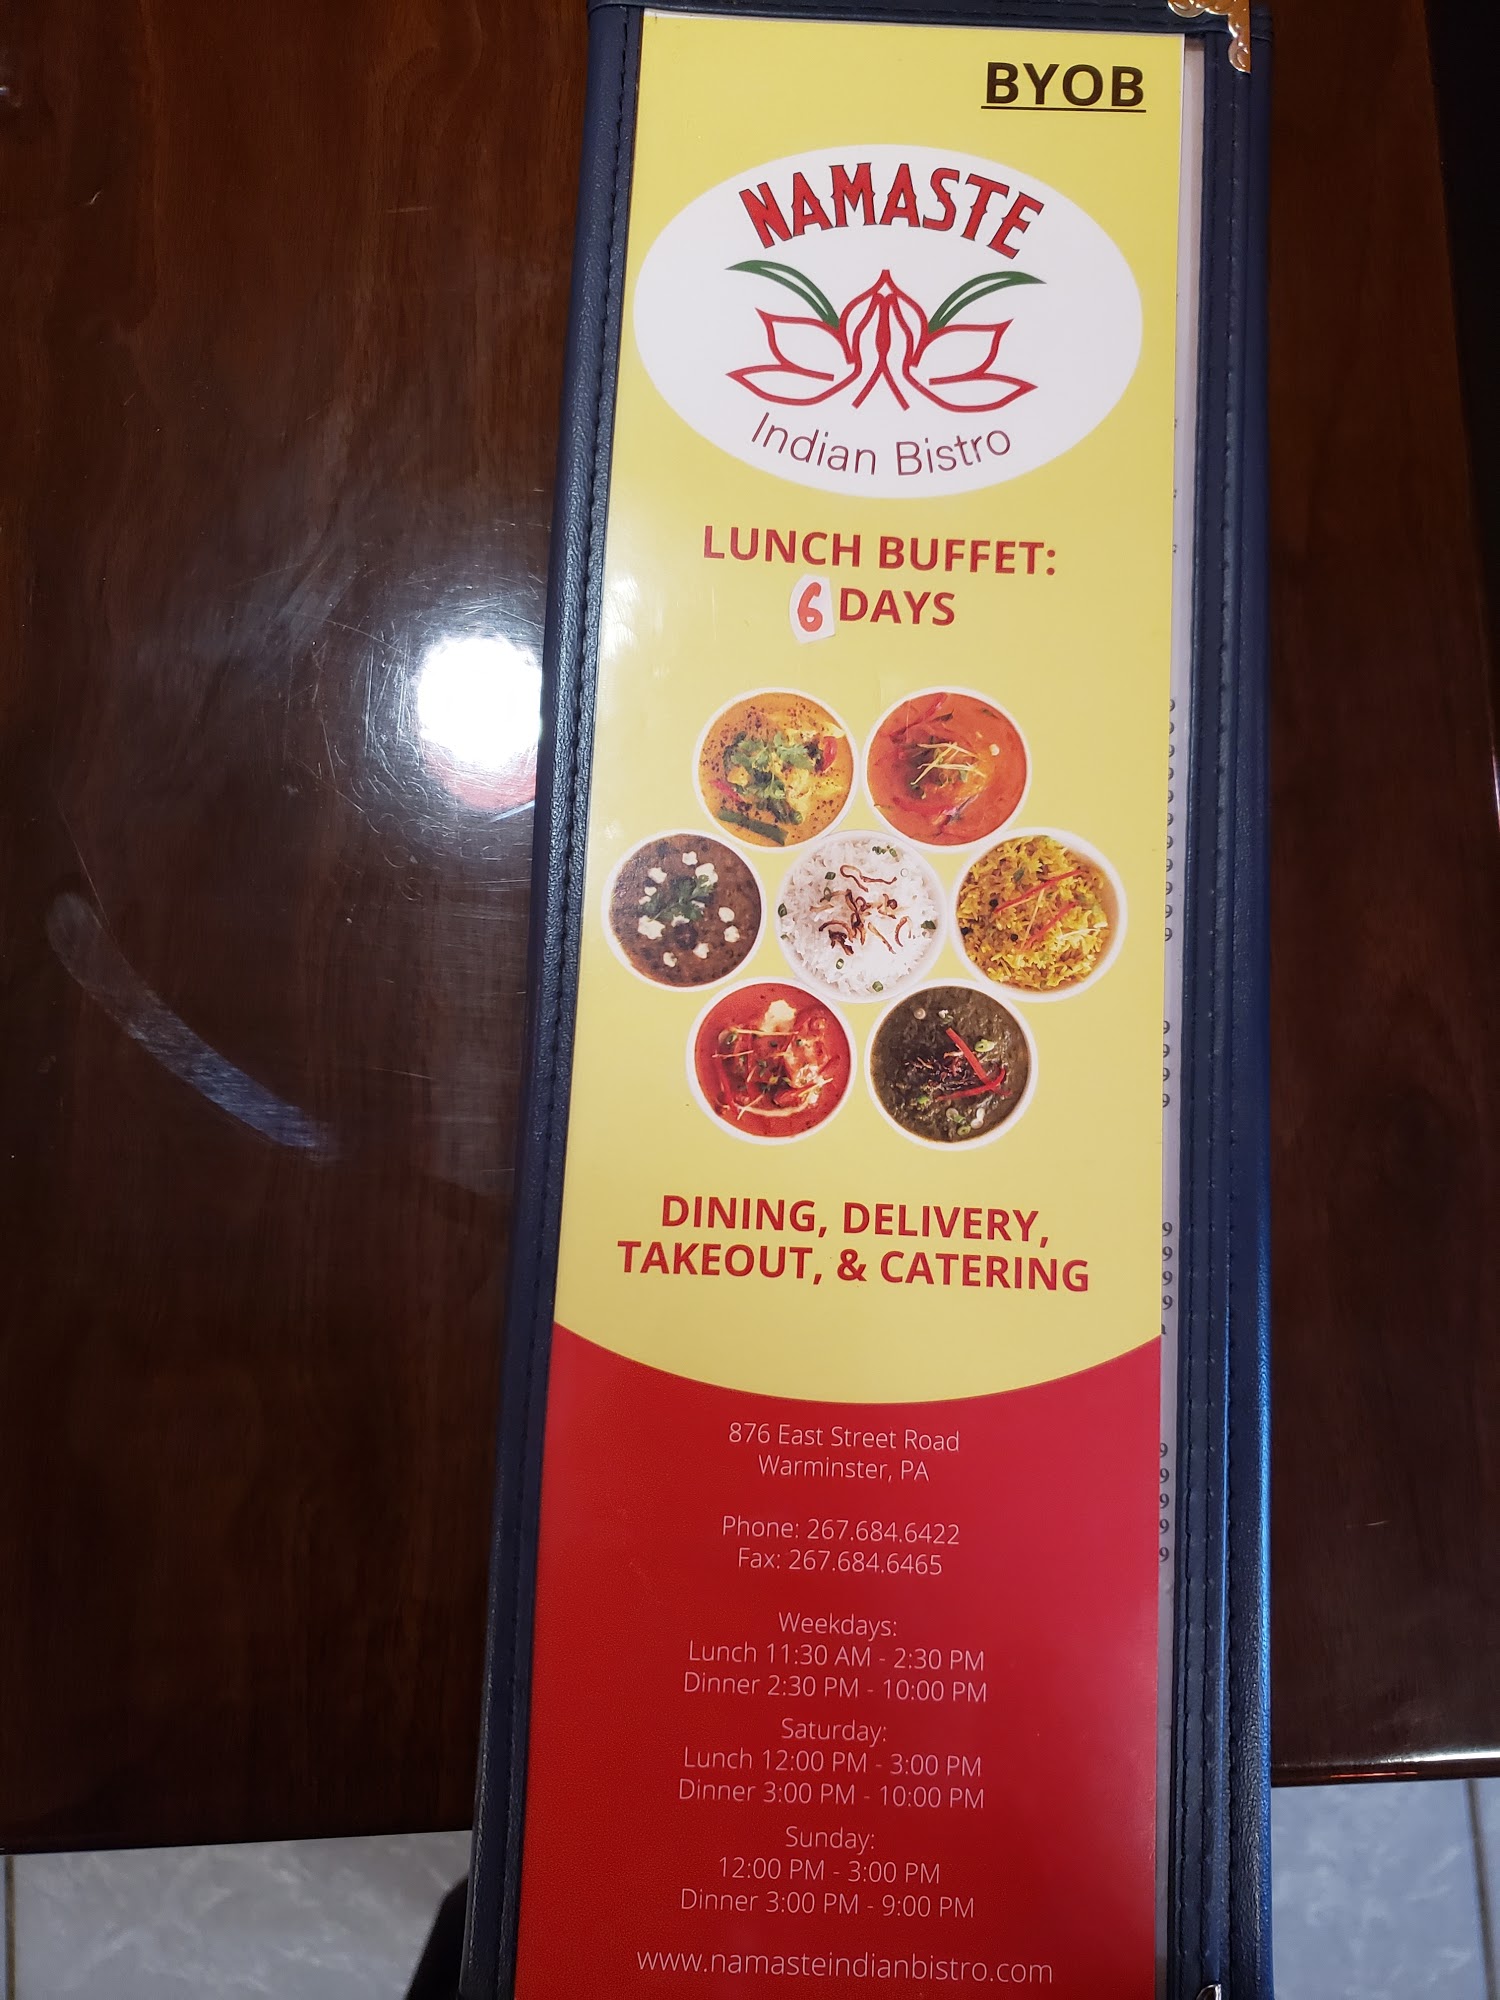 BYOB
NAMASTE
Indian Bistro
LUNCH BUFFET:
6 DAYS
DINING, DELIVERY,
TAKEOUT, & CATERING
876 East Street Road
Warminster, PA
Phone: 267.684.6422
Fax: 267.684.6465
Weekdays:
Lunch 11:30 AM - 2:30 PM
Dinner 2:30 PM - 10:00 PM
Saturday:
Lunch 12:00 PM - 3:00 PM
Dinner 3:00 PM - 10:00 PM
Sunday:
12:00 PM - 3:00 PM
Dinner 3:00 PM - 9:00 PM
www.namasteindianbistro.com